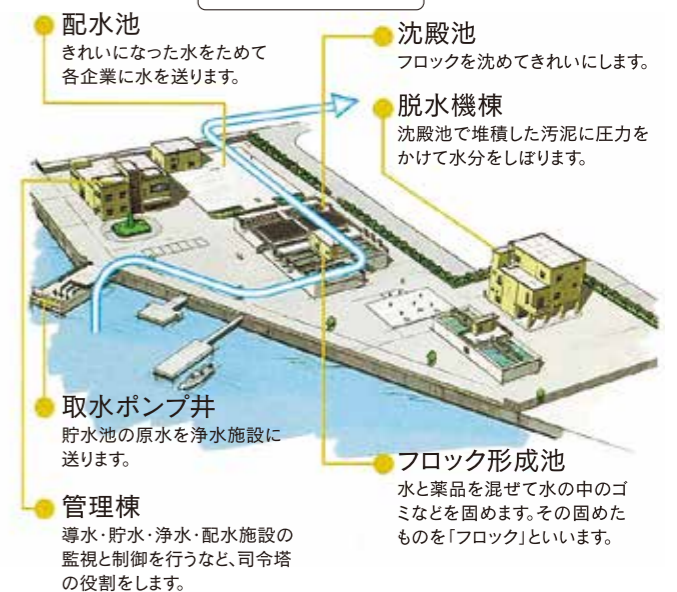 配水池
きれいになった水をためて
各企業に水を送ります。
沈殿池
フロックを沈めてきれいにします。
脱水機棟
沈殿池で堆積した汚泥に圧力を
かけて水分をしぼります。
取水ポンプ井
貯水池の原水を浄水施設に
送ります。
管理棟
導水・貯水・浄水・配水施設の
監視と制御を行うなど、司令塔
の役割をします。
フロック形成池
水と薬品を混ぜて水の中のゴ
ミなどを固めます。その固めた
ものを「フロック」といいます。